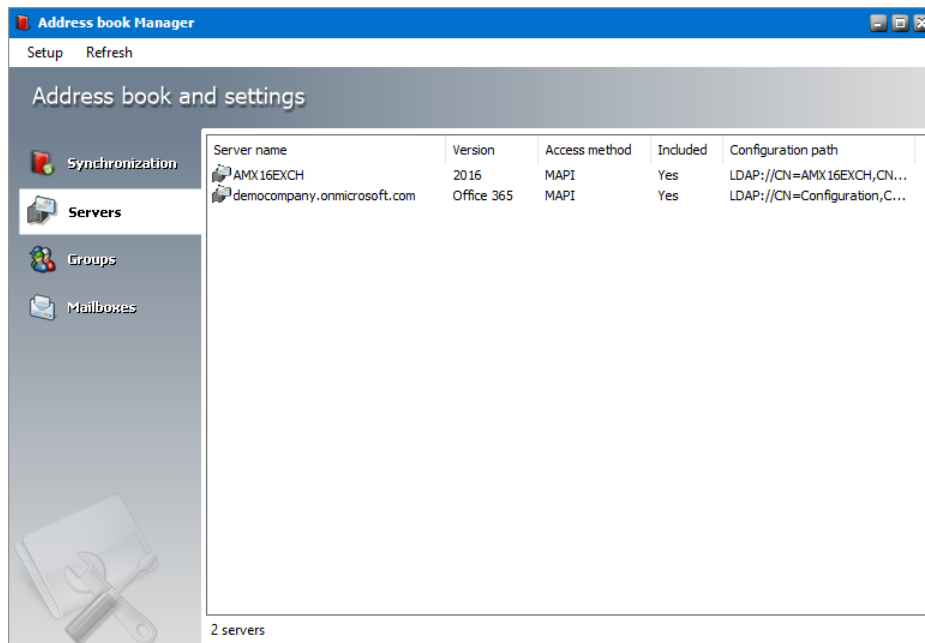 Address book Manager
Setup Refresh
Address book and settings
Synchronization
Servers
Groups
Mailboxes
Server name Version Access method Included Configuration path
AMX16EXCH 2016 MAPI Yes LDAP://CN=AMX16EXCH,CN...
democompany.onmicrosoft.com Office 365 MAPI Yes LDAP://CN=Configuration,C...
2 servers